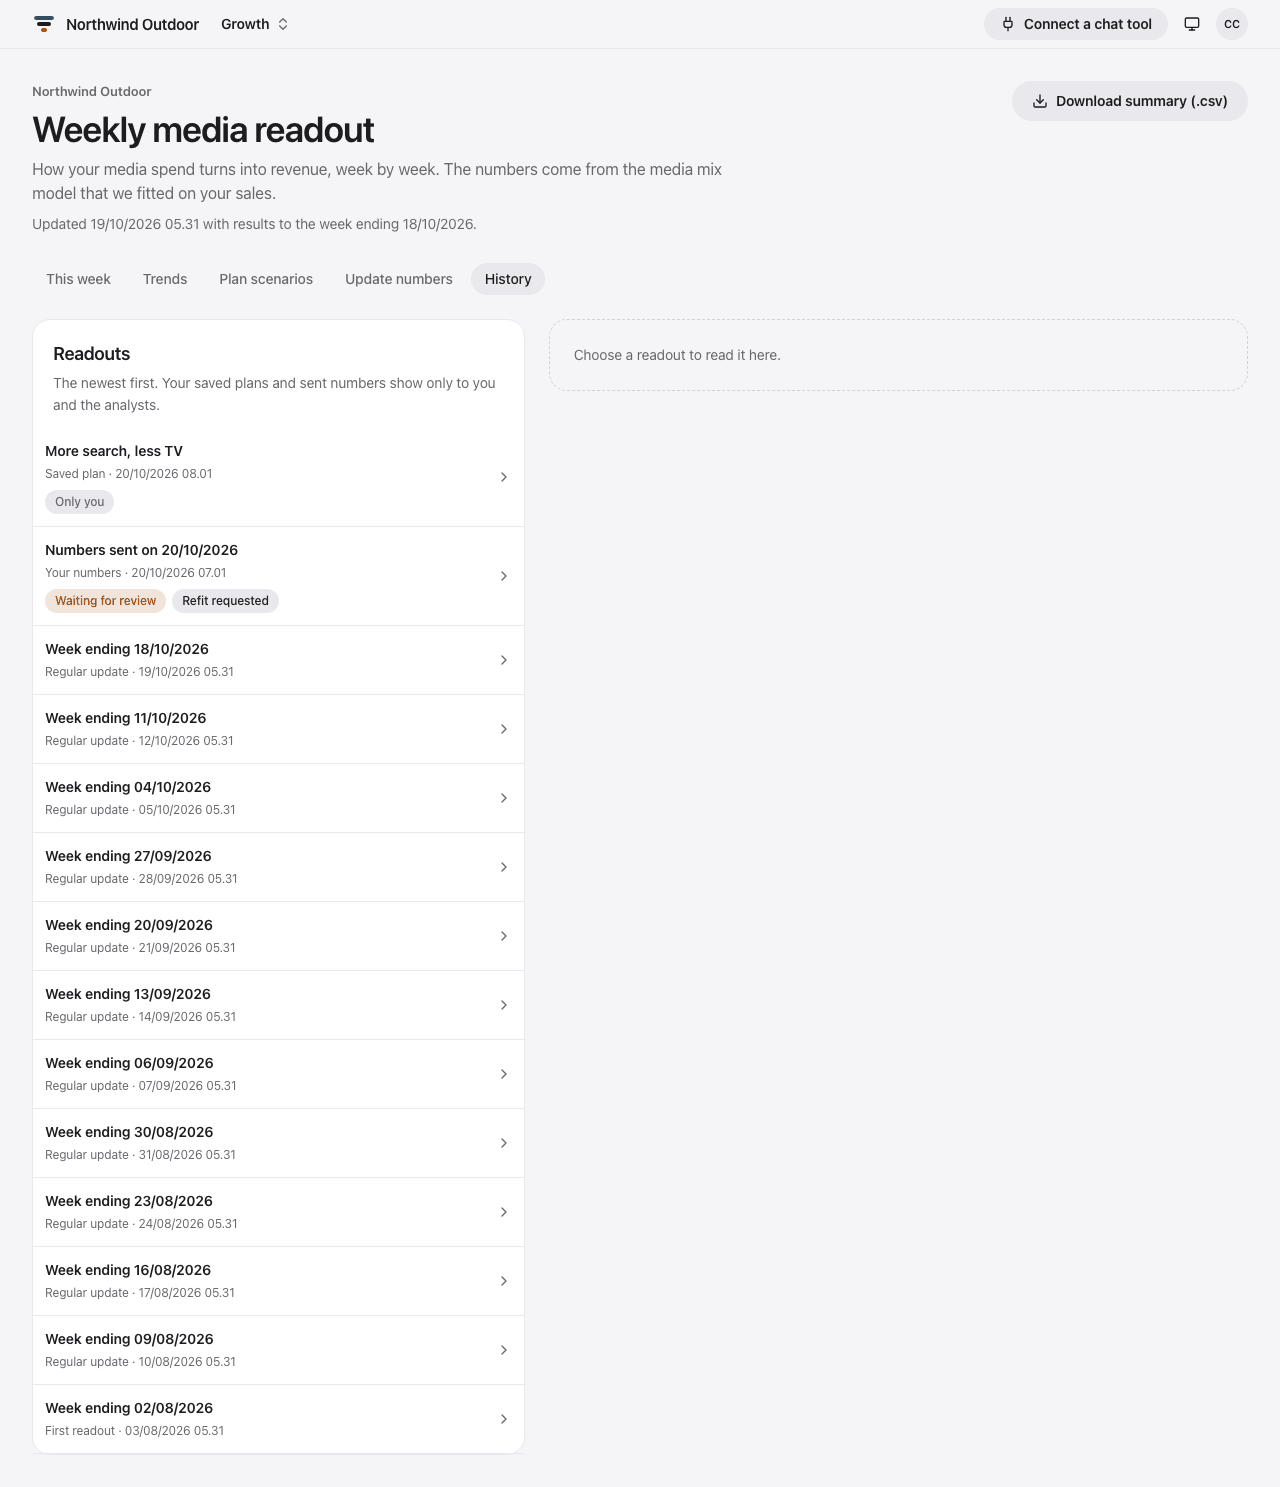 Northwind Outdoor
Growth
Connect a chat tool
CC
Northwind Outdoor
Download summary (.csv)
Weekly media readout
How your media spend turns into revenue, week by week. The numbers come from the media mix
model that we fitted on your sales.
Updated 19/10/2026 05.31 with results to the week ending 18/10/2026.
This week
Trends
Plan scenarios
Update numbers
History
Readouts
The newest first. Your saved plans and sent numbers show only to you
and the analysts.
More search, less TV
Saved plan · 20/10/2026 08.01
Only you
Numbers sent on 20/10/2026
Your numbers · 20/10/2026 07.01
Waiting for review
Refit requested
Week ending 18/10/2026
Regular update · 19/10/2026 05.31
Week ending 11/10/2026
Regular update · 12/10/2026 05.31
Week ending 04/10/2026
Regular update · 05/10/2026 05.31
Week ending 27/09/2026
Regular update · 28/09/2026 05.31
Week ending 20/09/2026
Regular update · 21/09/2026 05.31
Week ending 13/09/2026
Regular update · 14/09/2026 05.31
Week ending 06/09/2026
Regular update · 07/09/2026 05.31
Week ending 30/08/2026
Regular update · 31/08/2026 05.31
Week ending 23/08/2026
Regular update · 24/08/2026 05.31
Week ending 16/08/2026
Regular update · 17/08/2026 05.31
Week ending 09/08/2026
Regular update · 10/08/2026 05.31
Week ending 02/08/2026
First readout · 03/08/2026 05.31
Choose a readout to read it here.